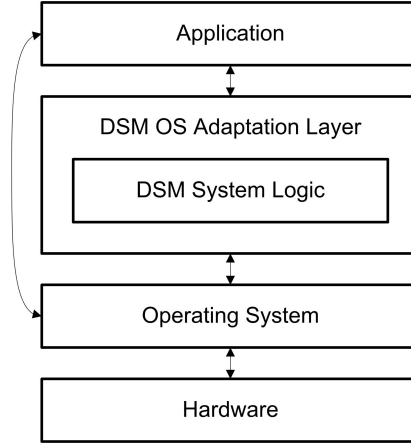 Application
DSM OS Adaptation Layer
DSM System Logic
Operating System
Hardware